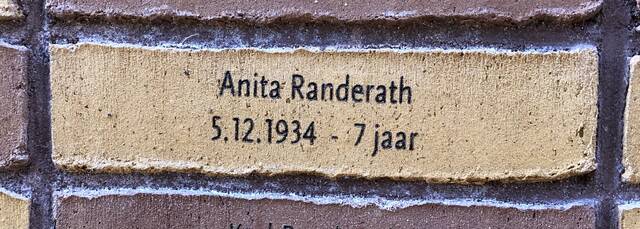 Anita Randerath
5.12.1934 - 7 jaar